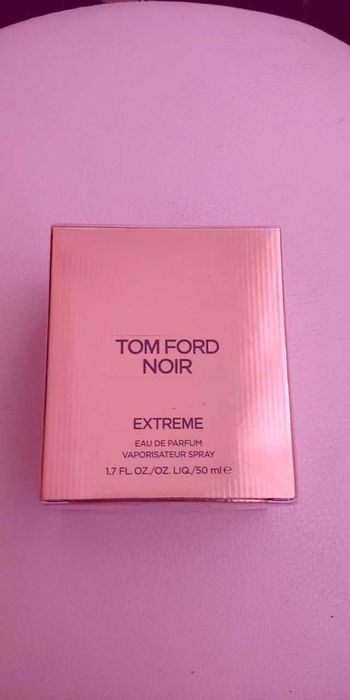 TOM FORD
NOIR
EXTREME
EAU DE PARFUM
VAPORISATEUR SPRAY
1.7 FL. OZ./OZ. LIQ./50 ml ℮